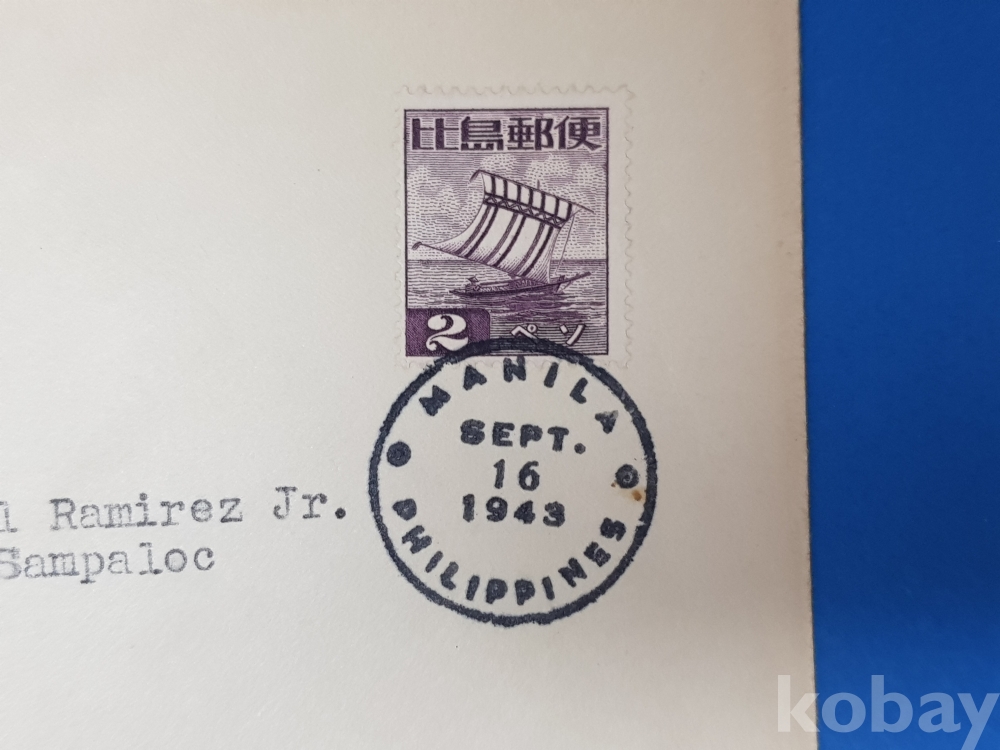 比島郵便
2 ペソ
MANILA
SEPT.
16
1943
PHILIPPINES
l Ramirez Jr.
Sampaloc
kobay